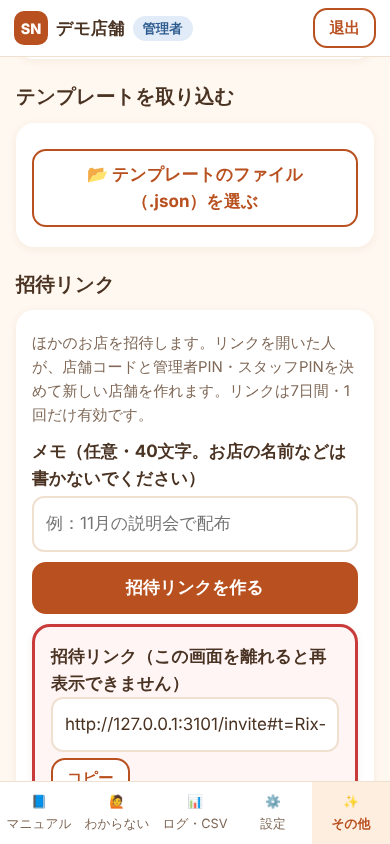 SN デモ店舗 管理者 退出
テンプレートを取り込む
📂 テンプレートのファイル
（.json）を選ぶ
招待リンク
ほかのお店を招待します。リンクを開いた人
が、店舗コードと管理者PIN・スタッフPINを決
めて新しい店舗を作れます。リンクは7日間・1
回だけ有効です。
メモ（任意・40文字。お店の名前などは
書かないでください）
例：11月の説明会で配布
招待リンクを作る
招待リンク（この画面を離れると再
表示できません）
http://127.0.0.1:3101/invite#t=Rix-
コピー
マニュアル わからない ログ・CSV 設定 その他